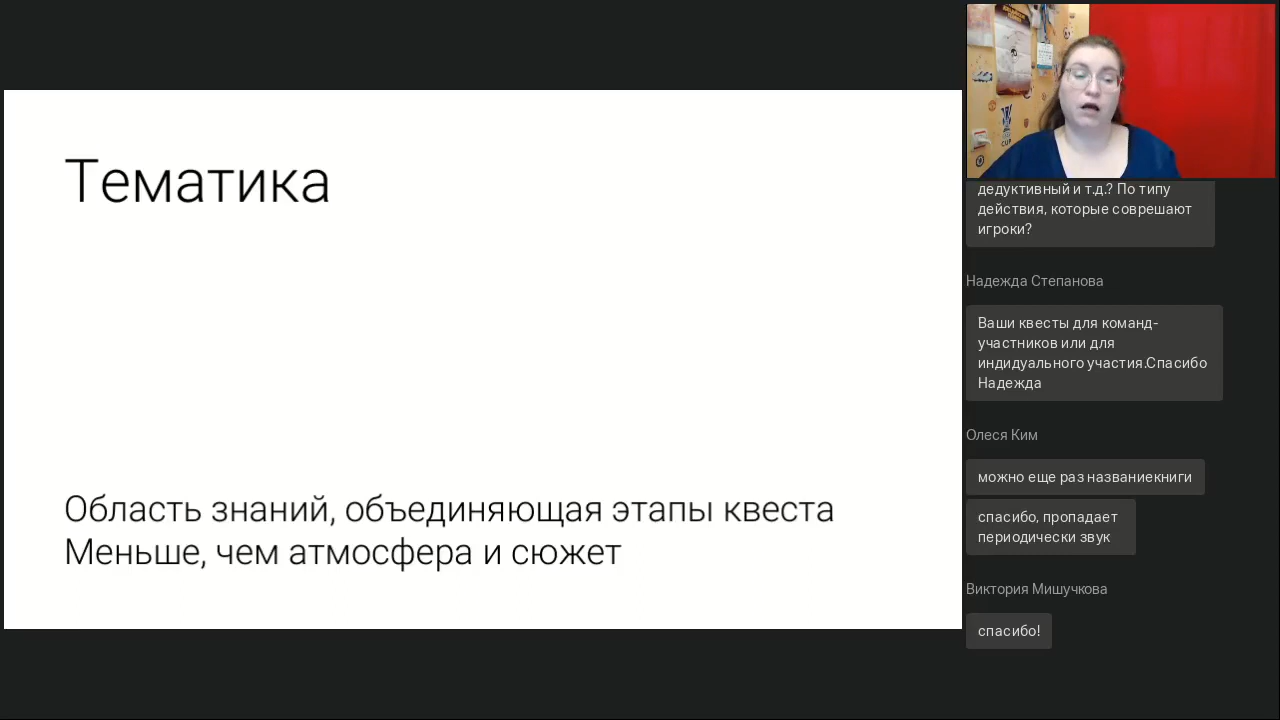 Тематика
Область знаний, объединяющая этапы квеста
Меньше, чем атмосфера и сюжет
CUP
дедуктивный и т.д.? По типу
действия, которые соврешают
игроки?
Надежда Степанова
Ваши квесты для команд-
участников или для
индидуального участия.Спасибо
Надежда
Олеся Ким
можно еще раз названиекниги
спасибо, пропадает
периодически звук
Виктория Мишучкова
спасибо!